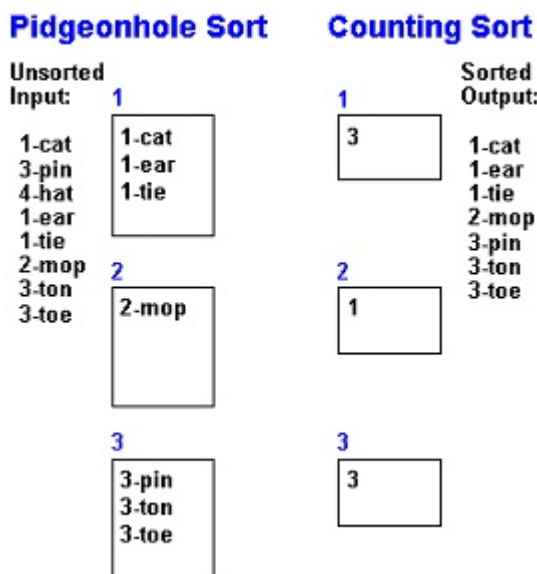 Pidgeonhole Sort
Counting Sort
Unsorted
Input:
1-cat
3-pin
4-hat
1-ear
1-tie
2-mop
3-ton
3-toe
1
1-cat
1-ear
1-tie
2
2-mop
3
3-pin
3-ton
3-toe
1
3
2
1
3
3
Sorted
Output:
1-cat
1-ear
1-tie
2-mop
3-pin
3-ton
3-toe